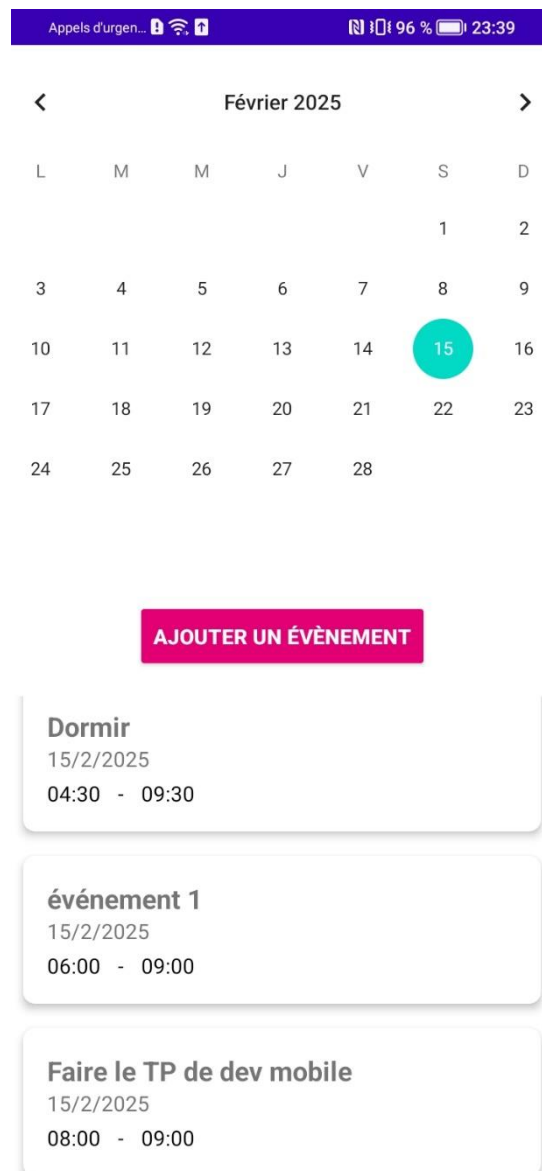 Appels d'urgen... 96 % 23:39
Février 2025
L M M J V S D
1 2
3 4 5 6 7 8 9
10 11 12 13 14 15 16
17 18 19 20 21 22 23
24 25 26 27 28
AJOUTER UN ÉVÈNEMENT
Dormir
15/2/2025
04:30 - 09:30
événement 1
15/2/2025
06:00 - 09:00
Faire le TP de dev mobile
15/2/2025
08:00 - 09:00